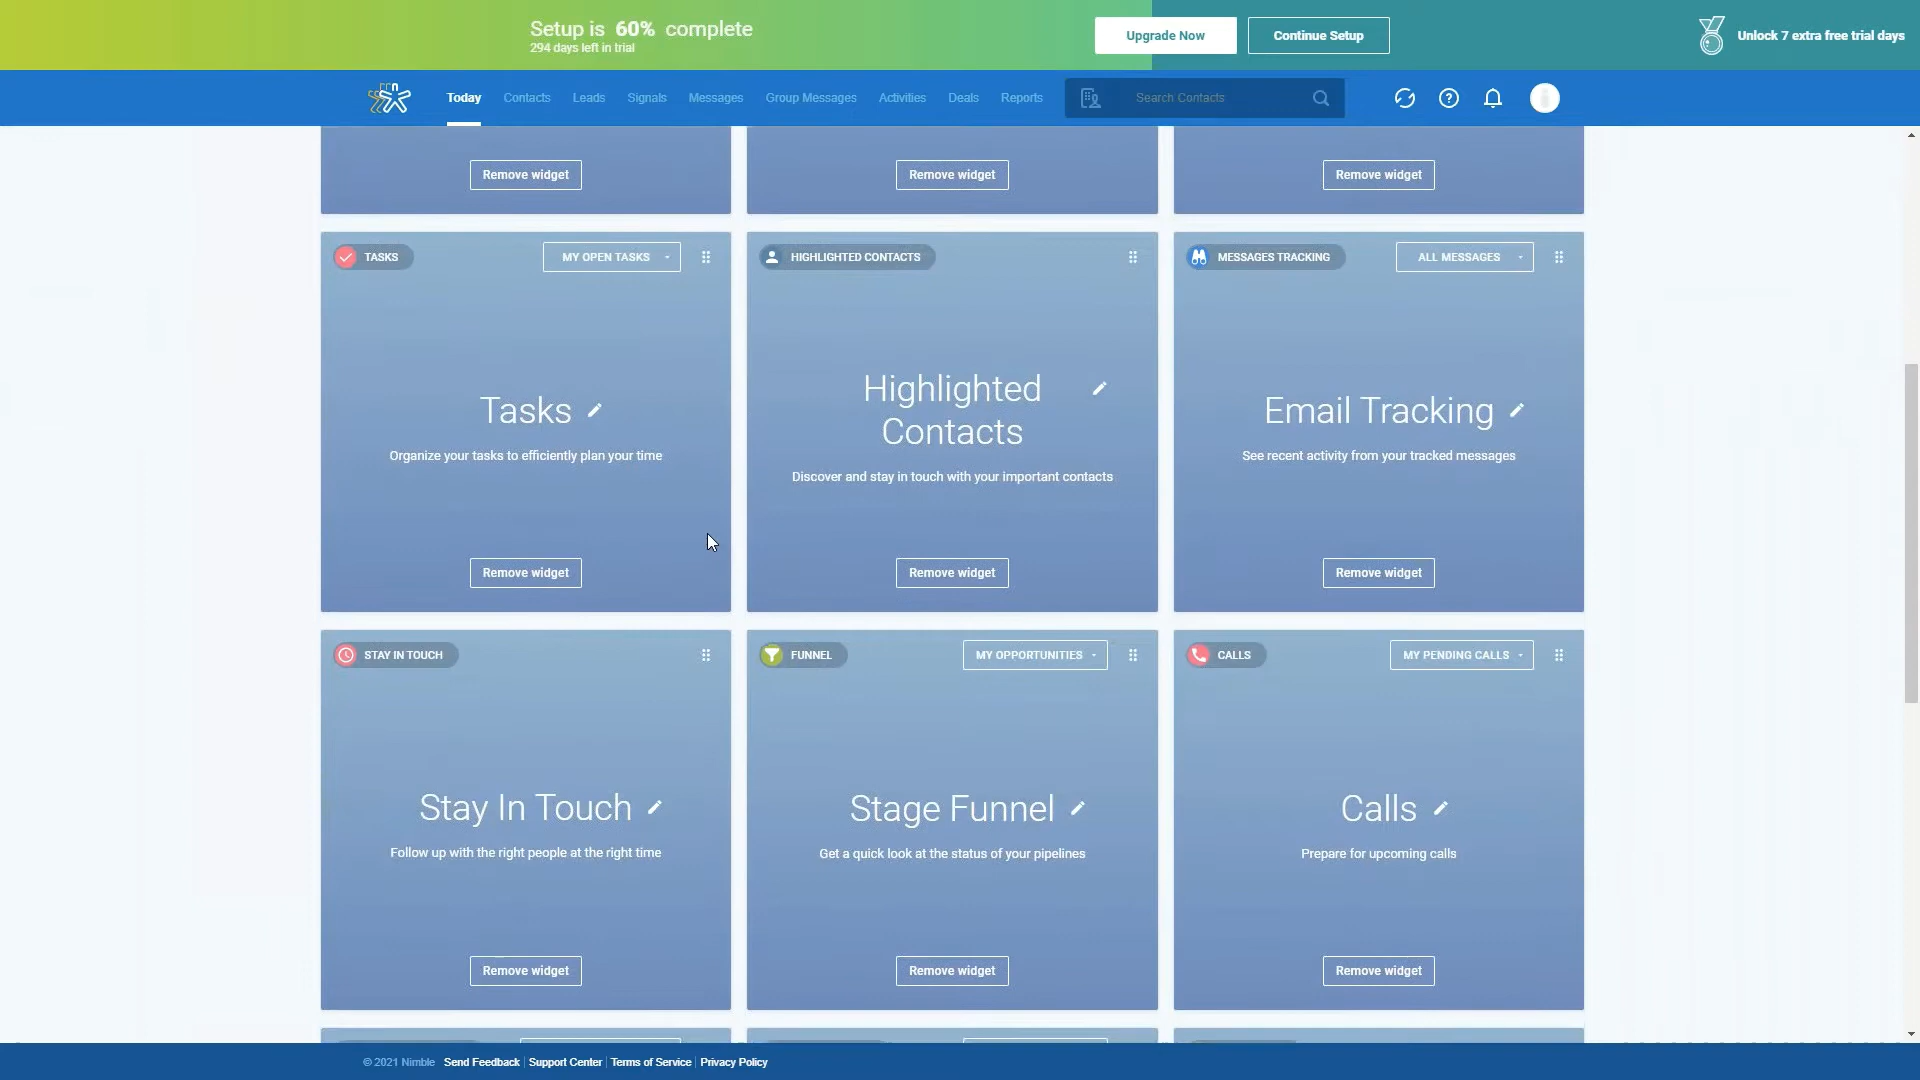 Setup is 60% complete
294 days left in trial
Upgrade Now
Continue Setup
Unlock 7 extra free trial days
Today
Contacts
Leads
Signals
Messages
Group Messages
Activities
Deals
Reports
Search Contacts
Remove widget
Remove widget
Remove widget
TASKS
MY OPEN TASKS
Tasks
Organize your tasks to efficiently plan your time
Remove widget
HIGHLIGHTED CONTACTS
Highlighted
Contacts
Discover and stay in touch with your important contacts
Remove widget
MESSAGES TRACKING
ALL MESSAGES
Email Tracking
See recent activity from your tracked messages
Remove widget
STAY IN TOUCH
Stay In Touch
Follow up with the right people at the right time
Remove widget
FUNNEL
MY OPPORTUNITIES
Stage Funnel
Get a quick look at the status of your pipelines
Remove widget
CALLS
MY PENDING CALLS
Calls
Prepare for upcoming calls
Remove widget
© 2021 Nimble Send Feedback | Support Center | Terms of Service | Privacy Policy